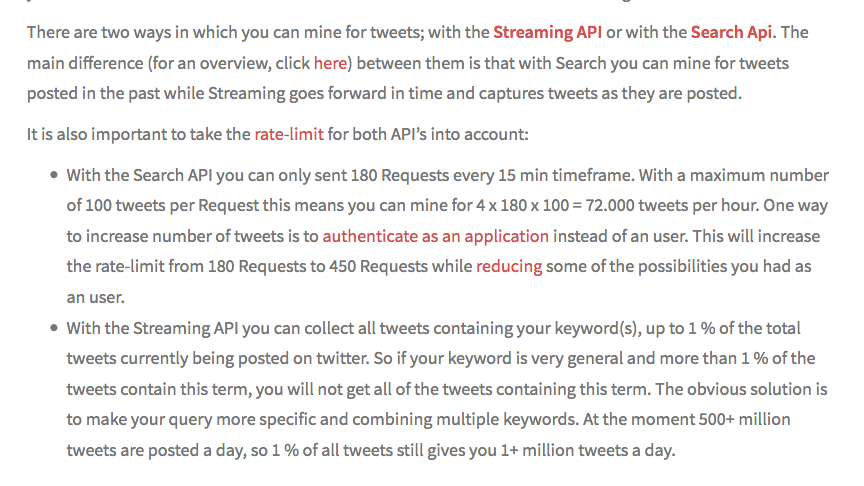 There are two ways in which you can mine for tweets; with the Streaming API or with the Search Api. The
main difference (for an overview, click here) between them is that with Search you can mine for tweets
posted in the past while Streaming goes forward in time and captures tweets as they are posted.
It is also important to take the rate-limit for both API’s into account:
• With the Search API you can only sent 180 Requests every 15 min timeframe. With a maximum number
of 100 tweets per Request this means you can mine for 4 x 180 x 100 = 72.000 tweets per hour. One way
to increase number of tweets is to authenticate as an application instead of an user. This will increase
the rate-limit from 180 Requests to 450 Requests while reducing some of the possibilities you had as
an user.
• With the Streaming API you can collect all tweets containing your keyword(s), up to 1 % of the total
tweets currently being posted on twitter. So if your keyword is very general and more than 1 % of the
tweets contain this term, you will not get all of the tweets containing this term. The obvious solution is
to make your query more specific and combining multiple keywords. At the moment 500+ million
tweets are posted a day, so 1 % of all tweets still gives you 1+ million tweets a day.